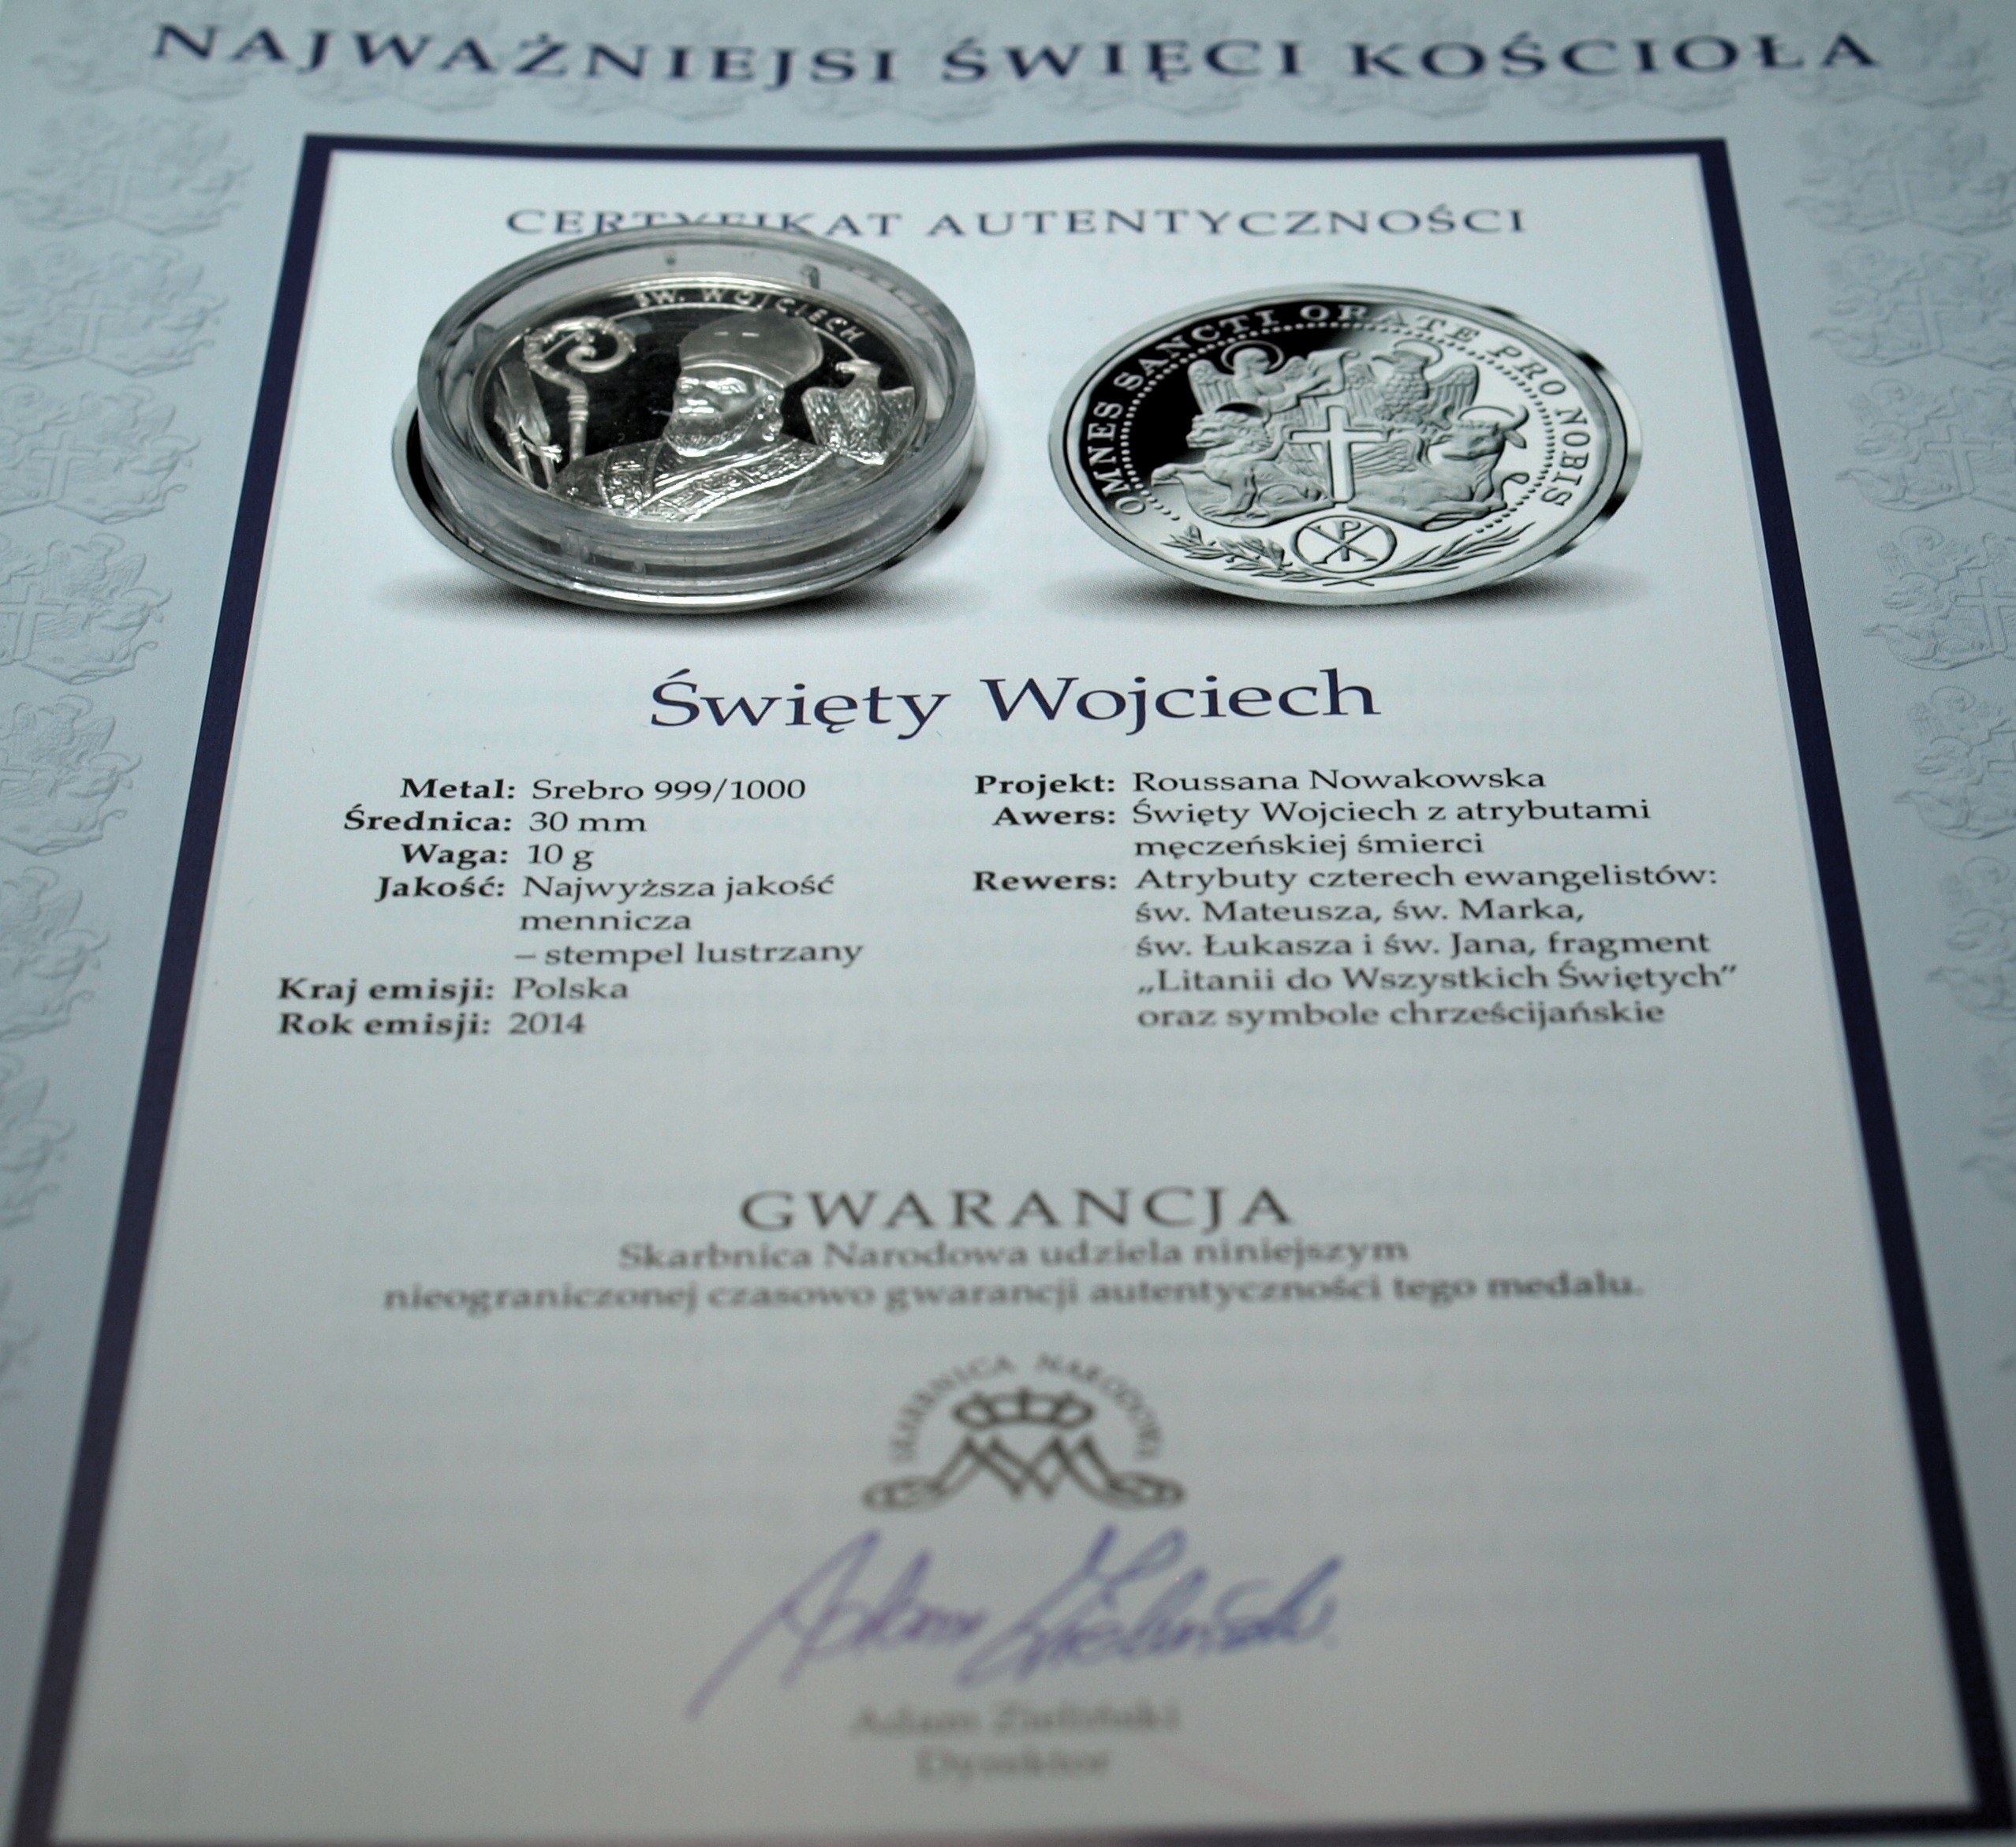 NAJWAŻNIEJSI ŚWIĘCI KOŚCIOŁA
CERTYFIKAT AUTENTYCZNOŚCI
ŚW. WOJCIECH
OMNES SANCTI ORATE PRO NOBIS
Święty Wojciech
Metal: Srebro 999/1000
Średnica: 30 mm
Waga: 10 g
Jakość: Najwyższa jakość
mennicza
– stempel lustrzany
Kraj emisji: Polska
Rok emisji: 2014
Projekt: Roussana Nowakowska
Awers: Święty Wojciech z atrybutami
męczeńskiej śmierci
Rewers: Atrybuty czterech ewangelistów:
św. Mateusza, św. Marka,
św. Łukasza i św. Jana, fragment
„Litanii do Wszystkich Świętych”
oraz symbole chrześcijańskie
GWARANCJA
Skarbnica Narodowa udziela niniejszym
nieograniczonej czasowo gwarancji autentyczności tego medalu.
SKARBNICA NARODOWA
Adam Zieliński
Adam Zieliński
Dyrektor